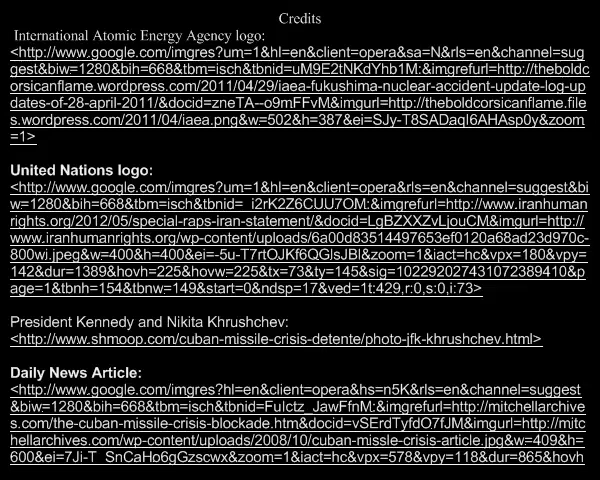 Credits
International Atomic Energy Agency logo:
<http://www.google.com/imgres?um=1&hl=en&client=opera&sa=N&rls=en&channel=sug
gest&biw=1280&bih=668&tbm=isch&tbnid=uM9E2tNKdYhb1M:&imgrefurl=http://theboldc
orsicanflame.wordpress.com/2011/04/29/iaea-fukushima-nuclear-accident-update-log-up
dates-of-28-april-2011/&docid=zneTA--o9mFFvM&imgurl=http://theboldcorsicanflame.file
s.wordpress.com/2011/04/iaea.png&w=502&h=387&ei=SJy-T8SADaqI6AHAsp0y&zoom
=1>
United Nations logo:
<http://www.google.com/imgres?um=1&hl=en&client=opera&rls=en&channel=suggest&bi
w=1280&bih=668&tbm=isch&tbnid=_i2rK2Z6CUU7OM:&imgrefurl=http://www.iranhuman
rights.org/2012/05/special-raps-iran-statement/&docid=LgBZXXZvLjouCM&imgurl=http://
www.iranhumanrights.org/wp-content/uploads/6a00d83514497653ef0120a68ad23d970c-
800wi.jpeg&w=400&h=400&ei=-5u-T7rtOJKf6QGlsJBl&zoom=1&iact=hc&vpx=180&vpy=
142&dur=1389&hovh=225&hovw=225&tx=73&ty=145&sig=102292027431072389410&p
age=1&tbnh=154&tbnw=149&start=0&ndsp=17&ved=1t:429,r:0,s:0,i:73>
President Kennedy and Nikita Khrushchev:
<http://www.shmoop.com/cuban-missile-crisis-detente/photo-jfk-khrushchev.html>
Daily News Article:
<http://www.google.com/imgres?hl=en&client=opera&hs=n5K&rls=en&channel=suggest
&biw=1280&bih=668&tbm=isch&tbnid=Fulctz_JawFfnM:&imgrefurl=http://mitchellarchive
s.com/the-cuban-missile-crisis-blockade.htm&docid=vSErdTyfdO7fJM&imgurl=http://mitc
hellarchives.com/wp-content/uploads/2008/10/cuban-missle-crisis-article.jpg&w=409&h=
600&ei=7Ji-T_SnCaHo6gGzscwx&zoom=1&iact=hc&vpx=578&vpy=118&dur=865&hovh